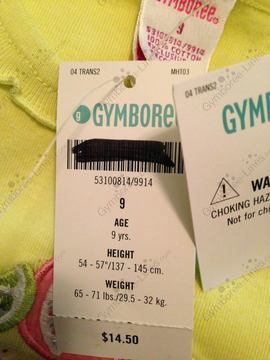 GYMBOREE
9
53100814/9914
100% COTTON
04 TRANS2 MHT03
g GYMBOREE
53100814/9914
9
AGE
9 yrs.
HEIGHT
54 - 57"/137 - 145 cm.
WEIGHT
65 - 71 lbs./29.5 - 32 kg.
$14.50
04 TRANS2
GYM
WA
CHOKING HAZ
Not for chi